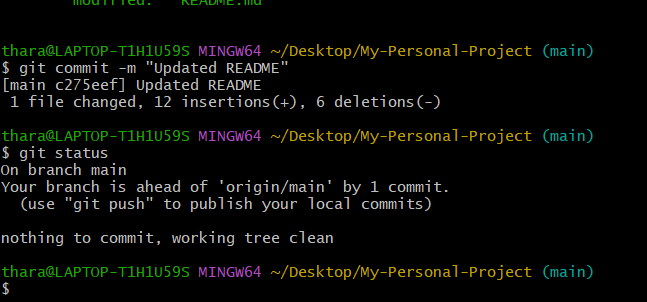 modified:   README.md
thara@LAPTOP-T1H1U59S MINGW64 ~/Desktop/My-Personal-Project (main)
$ git commit -m "Updated README"
[main c275eef] Updated README
 1 file changed, 12 insertions(+), 6 deletions(-)
thara@LAPTOP-T1H1U59S MINGW64 ~/Desktop/My-Personal-Project (main)
$ git status
On branch main
Your branch is ahead of 'origin/main' by 1 commit.
  (use "git push" to publish your local commits)
nothing to commit, working tree clean
thara@LAPTOP-T1H1U59S MINGW64 ~/Desktop/My-Personal-Project (main)
$